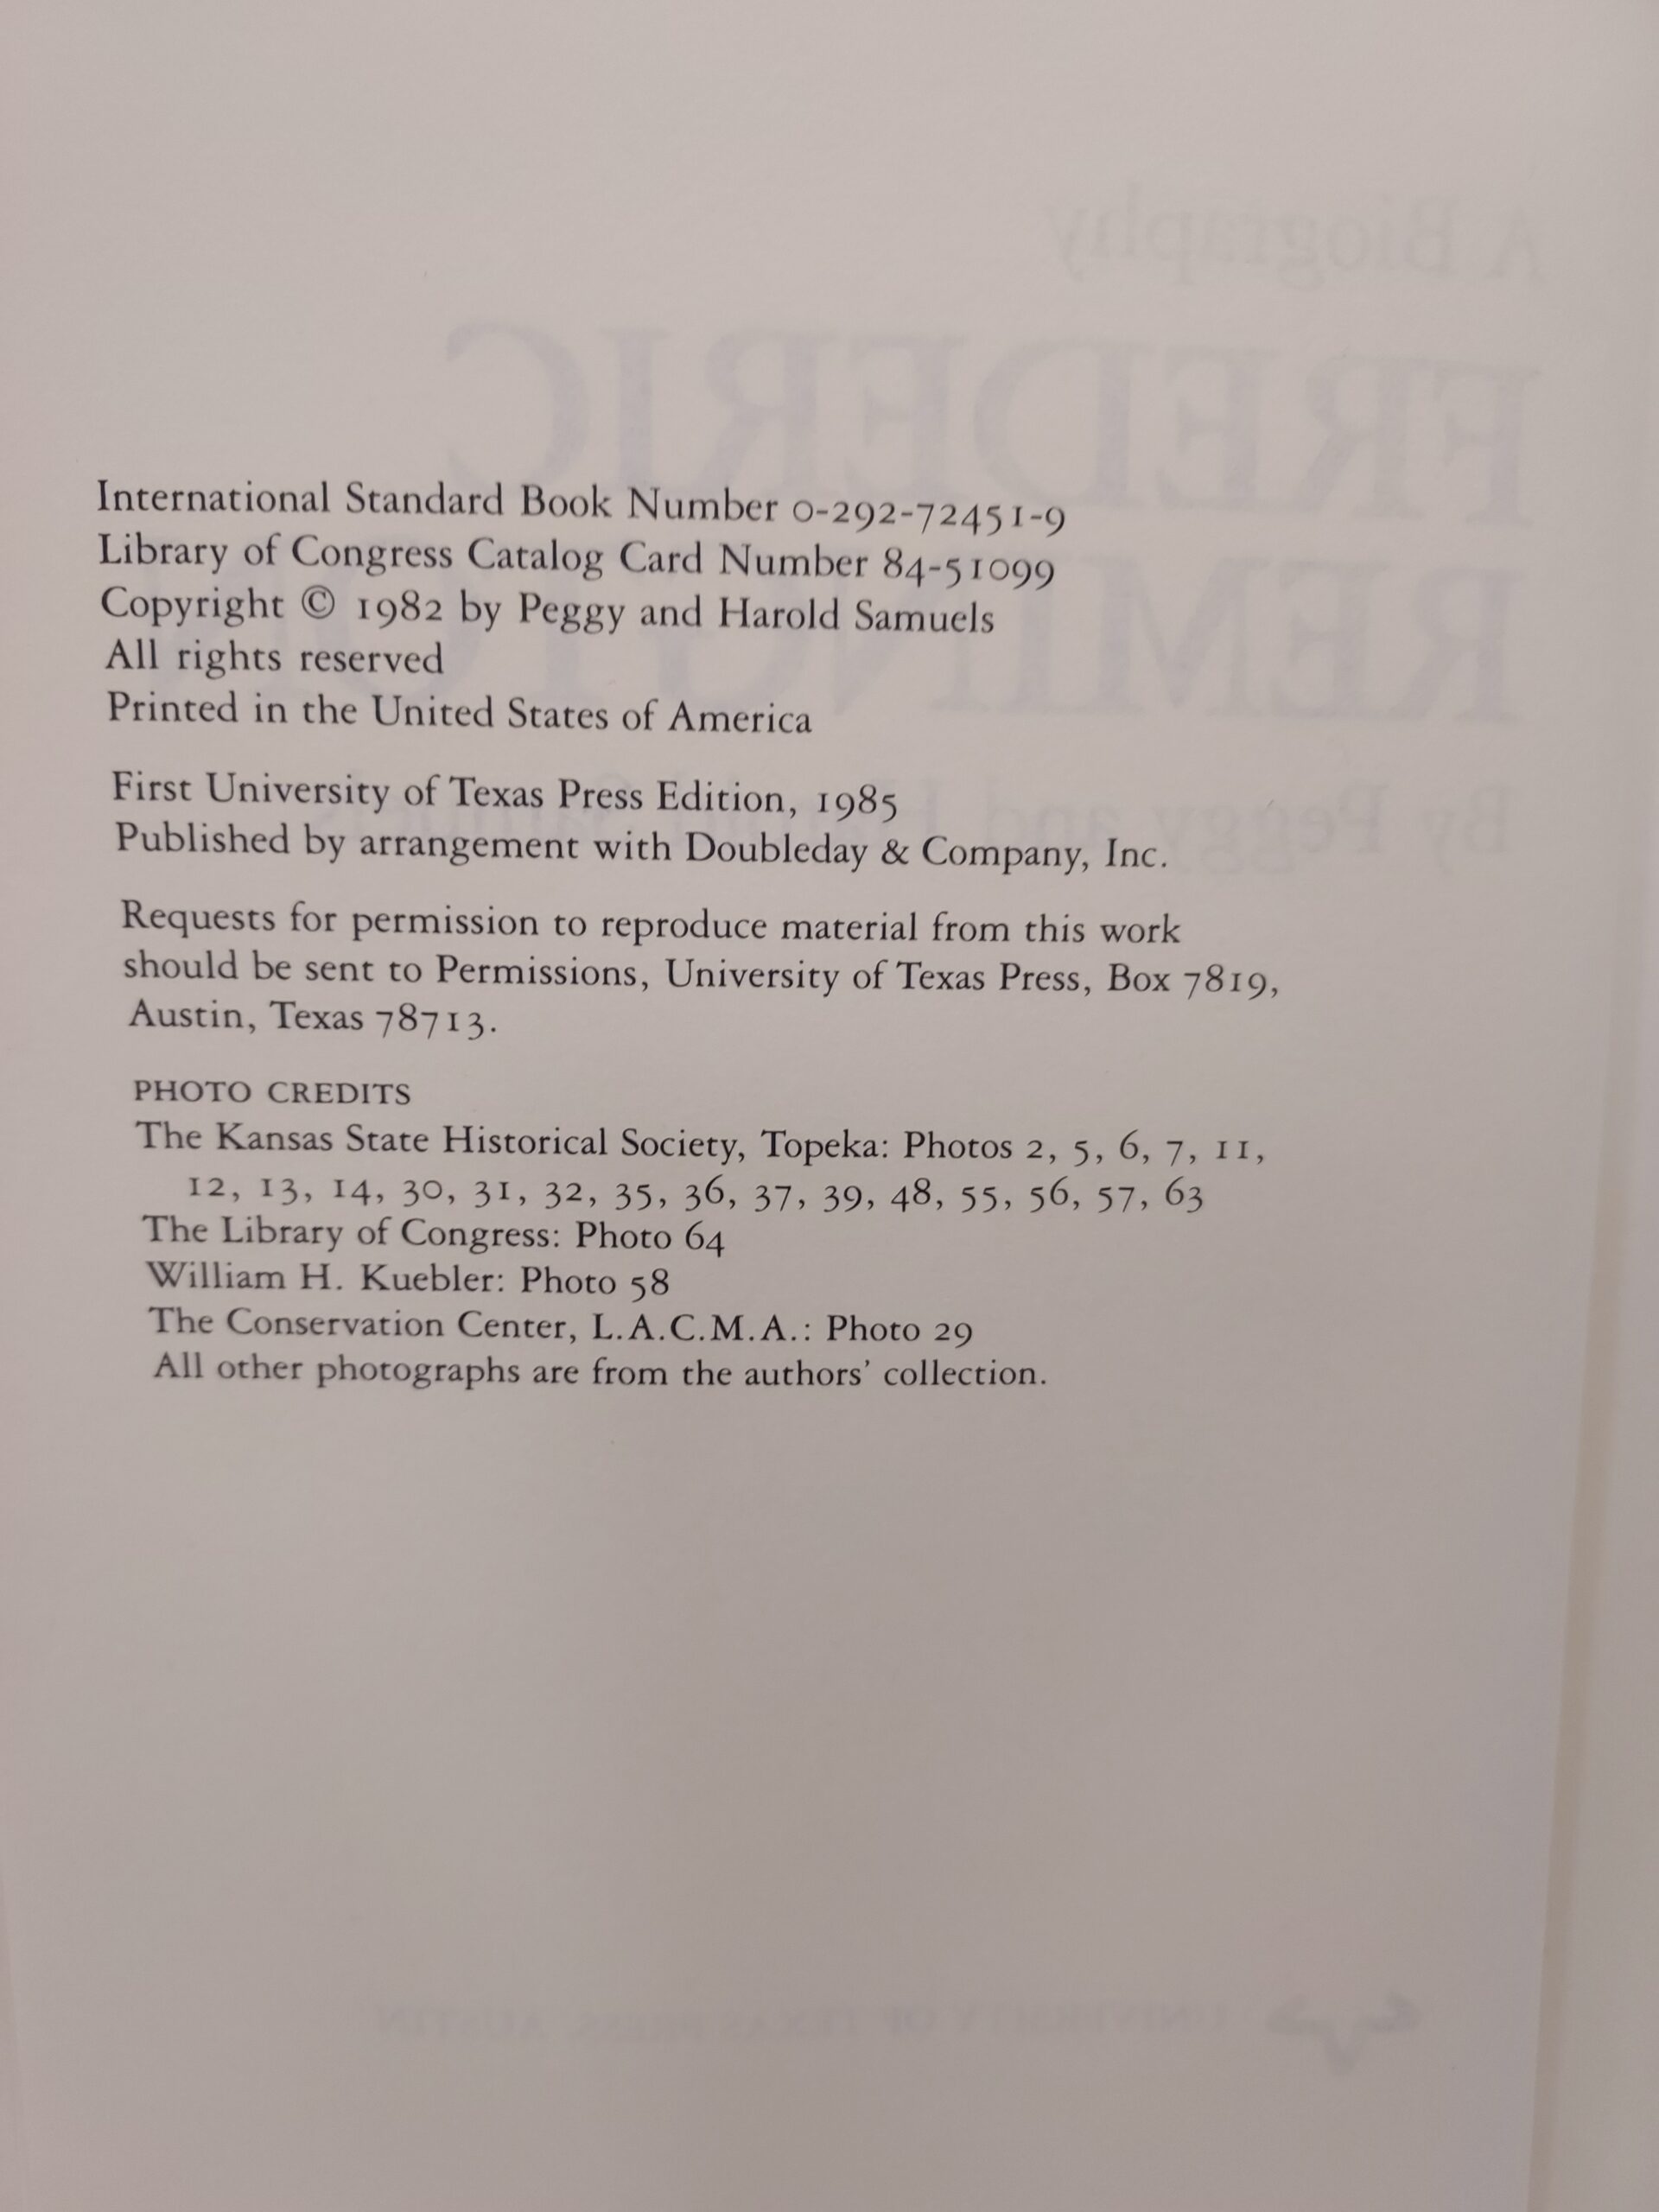 International Standard Book Number 0-292-72451-9
Library of Congress Catalog Card Number 84-51099
Copyright © 1982 by Peggy and Harold Samuels
All rights reserved
Printed in the United States of America
First University of Texas Press Edition, 1985
Published by arrangement with Doubleday & Company, Inc.
Requests for permission to reproduce material from this work
should be sent to Permissions, University of Texas Press, Box 7819,
Austin, Texas 78713.
PHOTO CREDITS
The Kansas State Historical Society, Topeka: Photos 2, 5, 6, 7, 11,
12, 13, 14, 30, 31, 32, 35, 36, 37, 39, 48, 55, 56, 57, 63
The Library of Congress: Photo 64
William H. Kuebler: Photo 58
The Conservation Center, L.A.C.M.A.: Photo 29
All other photographs are from the authors' collection.